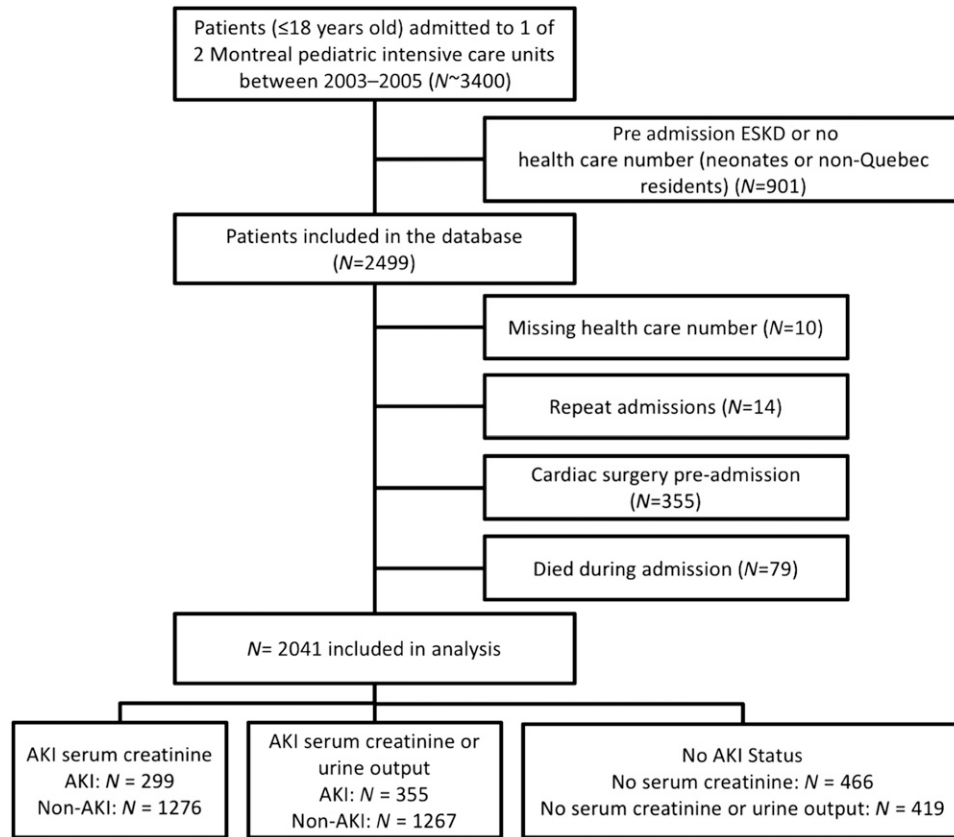 Patients (≤18 years old) admitted to 1 of
2 Montreal pediatric intensive care units
between 2003–2005 (N~3400)
Pre admission ESKD or no
health care number (neonates or non-Quebec
residents) (N=901)
Patients included in the database
(N=2499)
Missing health care number (N=10)
Repeat admissions (N=14)
Cardiac surgery pre-admission
(N=355)
Died during admission (N=79)
N= 2041 included in analysis
AKI serum creatinine
AKI: N = 299
Non-AKI: N = 1276
AKI serum creatinine or
urine output
AKI: N = 355
Non-AKI: N = 1267
No AKI Status
No serum creatinine: N = 466
No serum creatinine or urine output: N = 419